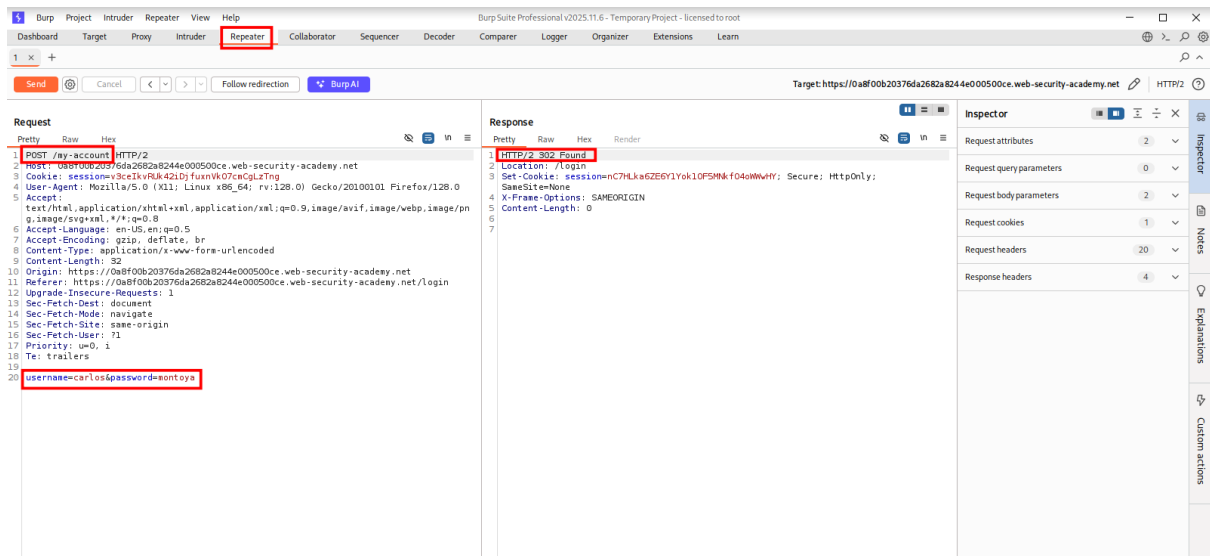 Burp Project Intruder Repeater View Help
Burp Suite Professional v2025.11.6 - Temporary Project - licensed to root
Dashboard Target Proxy Intruder Repeater Collaborator Sequencer Decoder Comparer Logger Organizer Extensions Learn
1 × +
Send Cancel < > Follow redirection Burp AI
Target: https://0a8f00b20376da2682a8244e000500ce.web-security-academy.net HTTP/2
Request
Pretty Raw Hex \n
1 POST /my-account HTTP/2
2 Host: 0a8f00b20376da2682a8244e000500ce.web-security-academy.net
3 Cookie: session=v3ceIkvRUk42iDjfuxnVkO7cmCgLzTng
4 User-Agent: Mozilla/5.0 (X11; Linux x86_64; rv:128.0) Gecko/20100101 Firefox/128.0
5 Accept:
text/html,application/xhtml+xml,application/xml;q=0.9,image/avif,image/webp,image/pn
g,image/svg+xml,*/*;q=0.8
6 Accept-Language: en-US,en;q=0.5
7 Accept-Encoding: gzip, deflate, br
8 Content-Type: application/x-www-form-urlencoded
9 Content-Length: 32
10 Origin: https://0a8f00b20376da2682a8244e000500ce.web-security-academy.net
11 Referer: https://0a8f00b20376da2682a8244e000500ce.web-security-academy.net/login
12 Upgrade-Insecure-Requests: 1
13 Sec-Fetch-Dest: document
14 Sec-Fetch-Mode: navigate
15 Sec-Fetch-Site: same-origin
16 Sec-Fetch-User: ?1
17 Priority: u=0, i
18 Te: trailers
19
20 username=carlos&password=montoya
Response
Pretty Raw Hex Render \n
1 HTTP/2 302 Found
2 Location: /login
3 Set-Cookie: session=nC7HLka6ZE6Y1Yok1OF5MNkf04oWWwHY; Secure; HttpOnly;
SameSite=None
4 X-Frame-Options: SAMEORIGIN
5 Content-Length: 0
6
7
Inspector
Request attributes 2
Request query parameters 0
Request body parameters 2
Request cookies 1
Request headers 20
Response headers 4
Inspector
Notes
Explanations
Custom actions